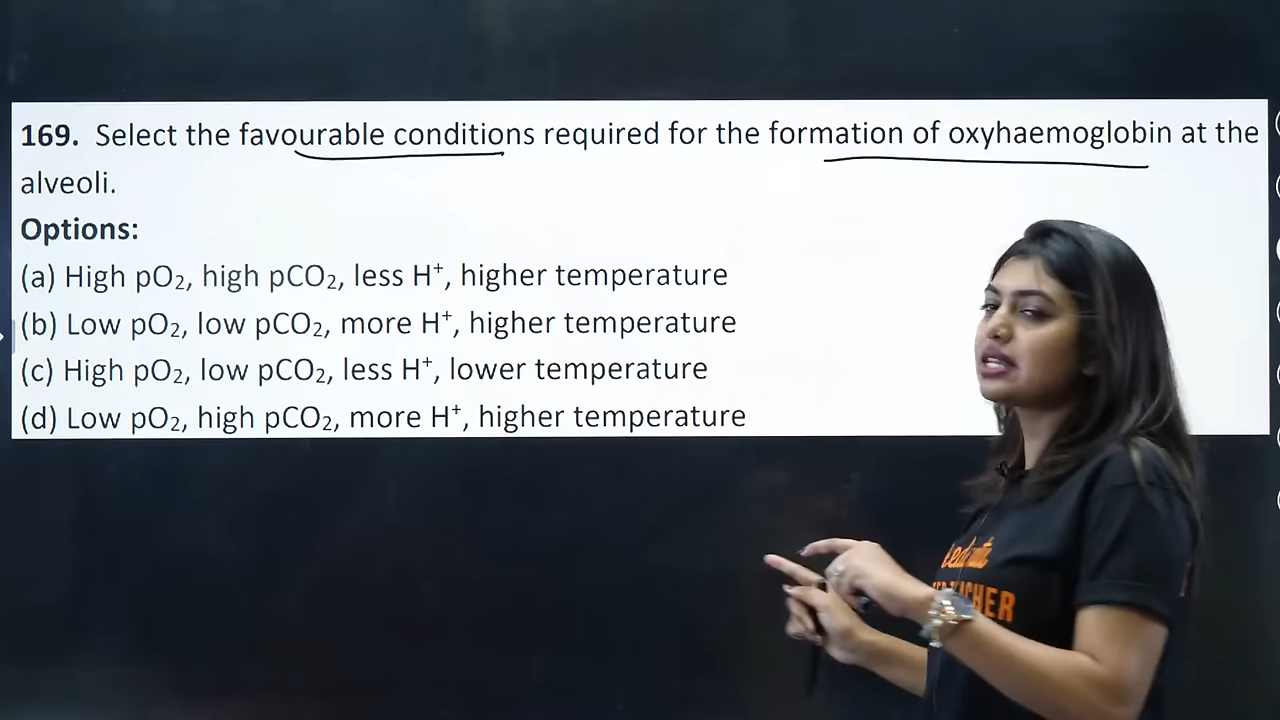 169. Select the favourable conditions required for the formation of oxyhaemoglobin at the
alveoli.
Options:
(a) High pO₂, high pCO₂, less H⁺, higher temperature
(b) Low pO₂, low pCO₂, more H⁺, higher temperature
(c) High pO₂, low pCO₂, less H⁺, lower temperature
(d) Low pO₂, high pCO₂, more H⁺, higher temperature